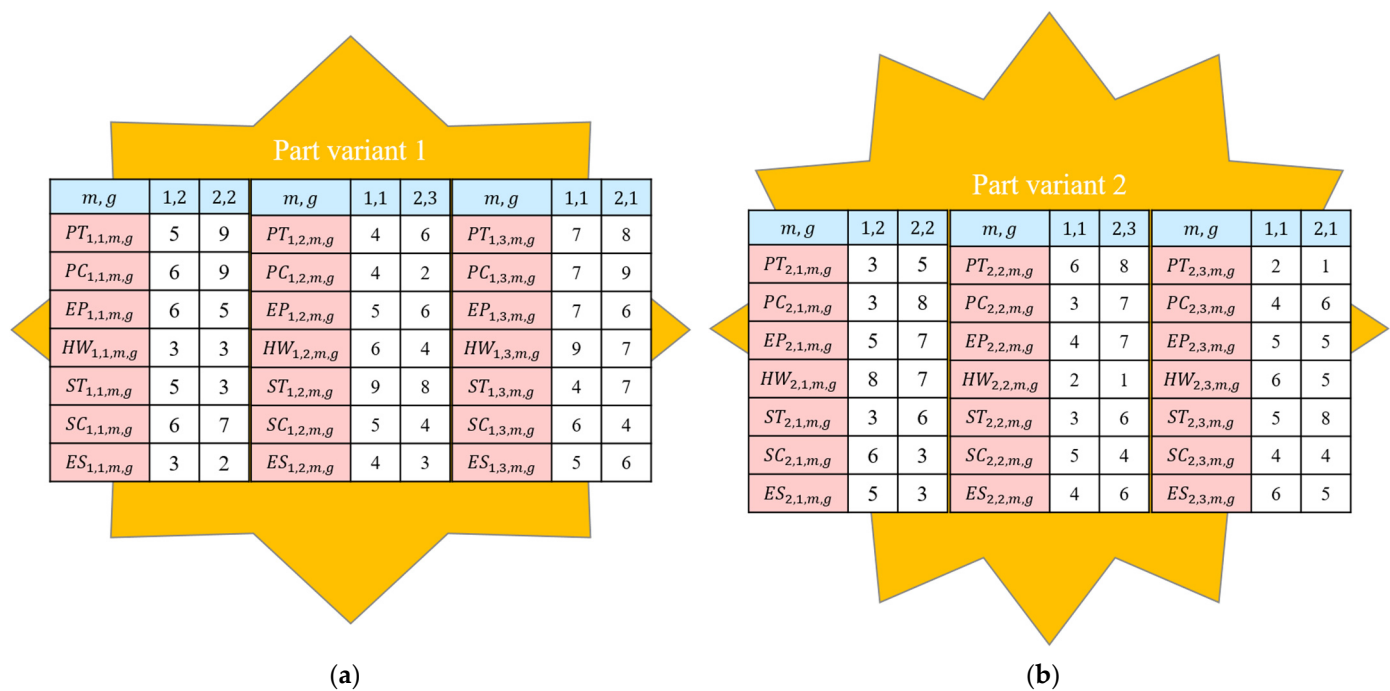 Part variant 1
m, g 1,2 2,2 m, g 1,1 2,3 m, g 1,1 2,1
PT1,1,m,g 5 9 PT1,2,m,g 4 6 PT1,3,m,g 7 8
PC1,1,m,g 6 9 PC1,2,m,g 4 2 PC1,3,m,g 7 9
EP1,1,m,g 6 5 EP1,2,m,g 5 6 EP1,3,m,g 7 6
HW1,1,m,g 3 3 HW1,2,m,g 6 4 HW1,3,m,g 9 7
ST1,1,m,g 5 3 ST1,2,m,g 9 8 ST1,3,m,g 4 7
SC1,1,m,g 6 7 SC1,2,m,g 5 4 SC1,3,m,g 6 4
ES1,1,m,g 3 2 ES1,2,m,g 4 3 ES1,3,m,g 5 6
(a)
Part variant 2
m, g 1,2 2,2 m, g 1,1 2,3 m, g 1,1 2,1
PT2,1,m,g 3 5 PT2,2,m,g 6 8 PT2,3,m,g 2 1
PC2,1,m,g 3 8 PC2,2,m,g 3 7 PC2,3,m,g 4 6
EP2,1,m,g 5 7 EP2,2,m,g 4 7 EP2,3,m,g 5 5
HW2,1,m,g 8 7 HW2,2,m,g 2 1 HW2,3,m,g 6 5
ST2,1,m,g 3 6 ST2,2,m,g 3 6 ST2,3,m,g 5 8
SC2,1,m,g 6 3 SC2,2,m,g 5 4 SC2,3,m,g 4 4
ES2,1,m,g 5 3 ES2,2,m,g 4 6 ES2,3,m,g 6 5
(b)